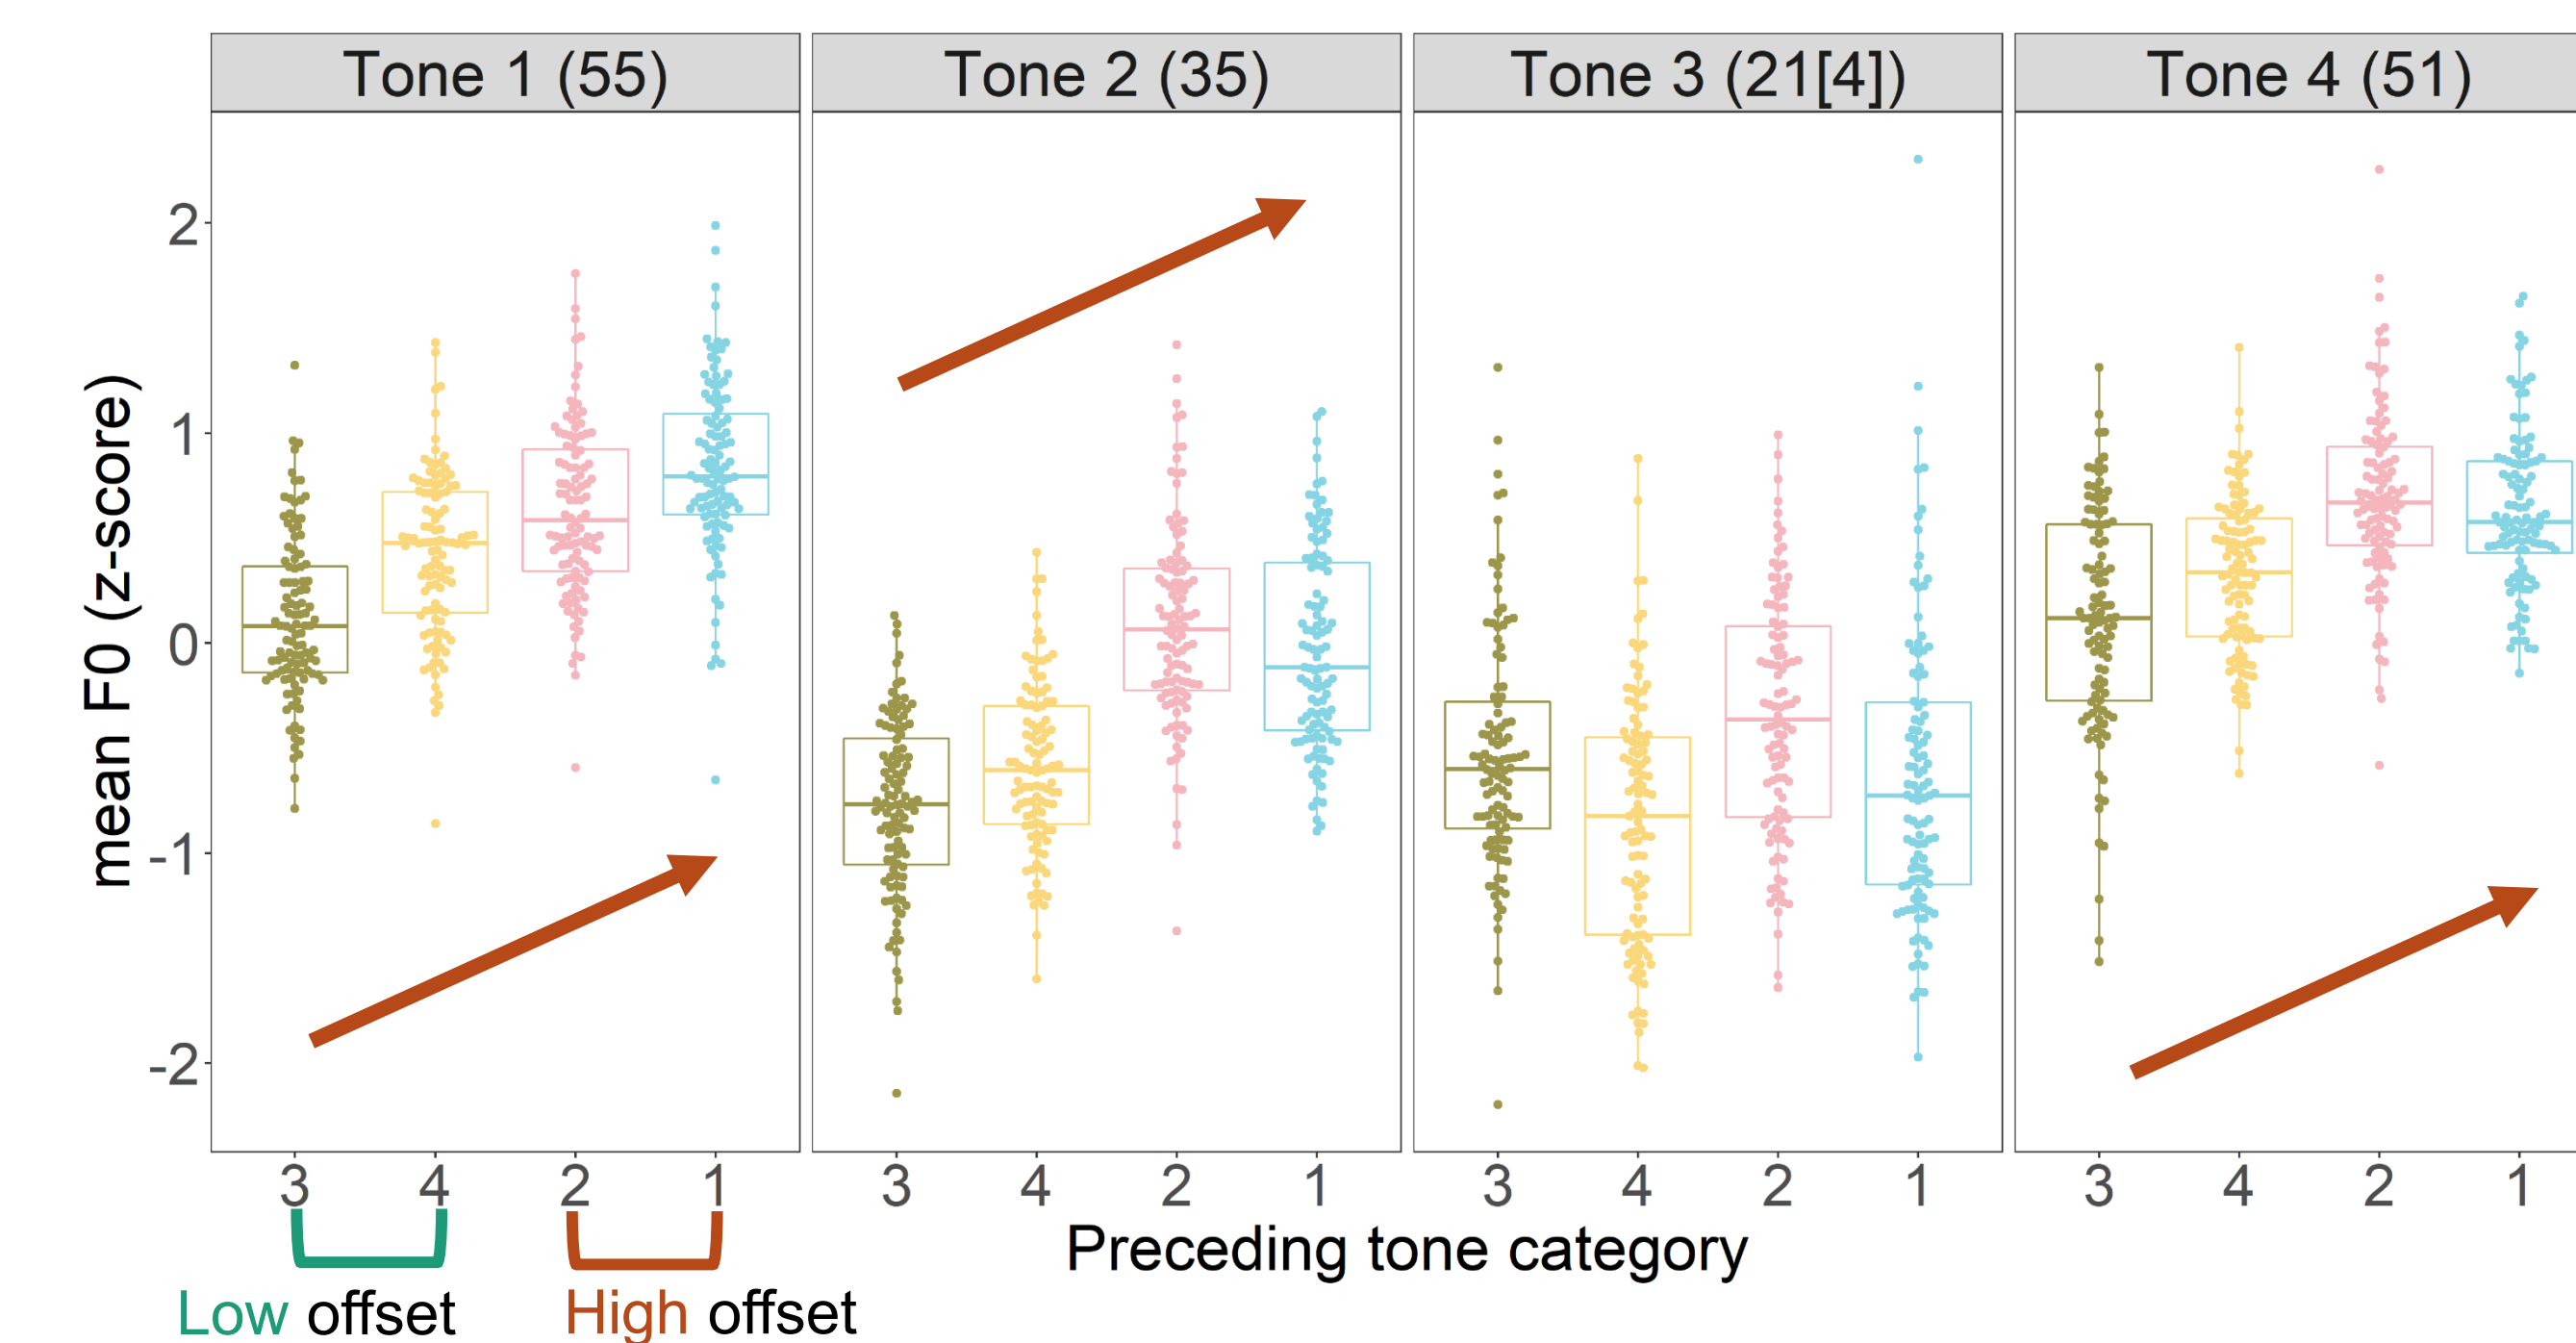 Tone 1 (55) Tone 2 (35) Tone 3 (21[4]) Tone 4 (51)
mean F0 (z-score)
2
1
0
-1
-2
3 4 2 1 3 4 2 1 3 4 2 1 3 4 2 1
Preceding tone category
Low offset High offset